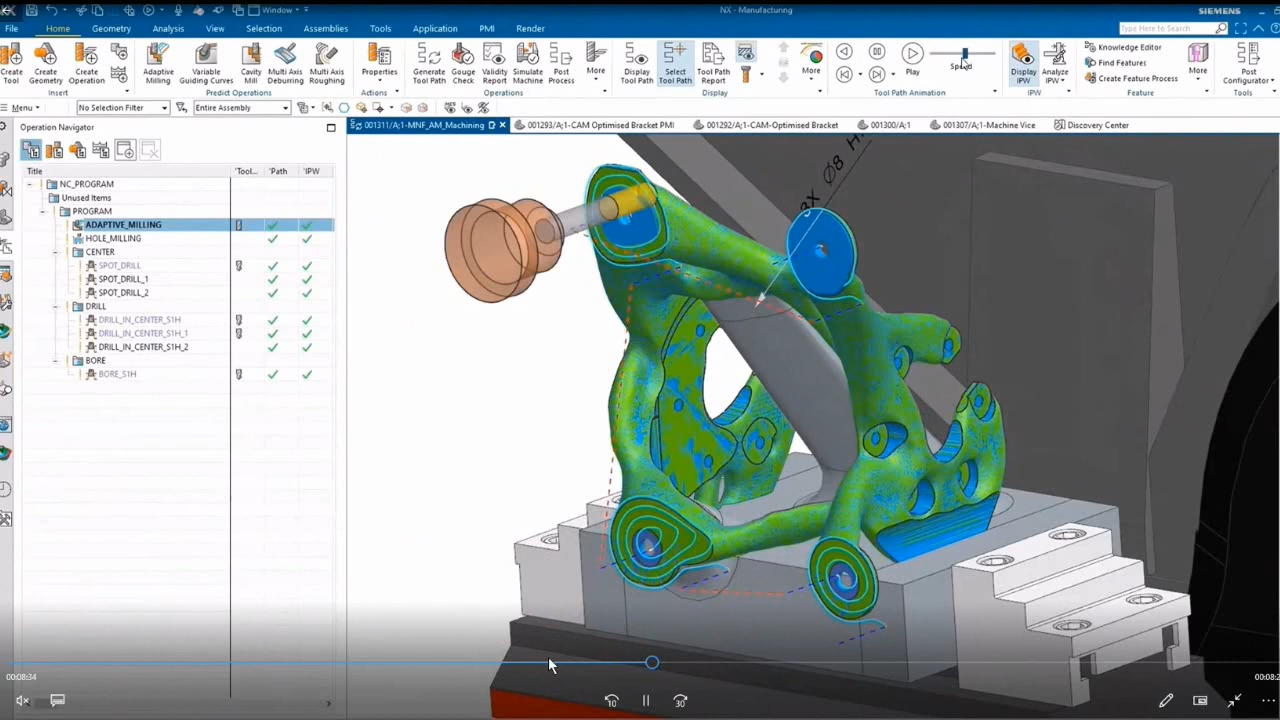 Window
NX - Manufacturing
SIEMENS
File Home Geometry Analysis View Selection Assemblies Tools Application PMI Render
Type here to Search
Create Tool
Create Geometry
Create Operation
Adaptive Milling
Variable Guiding Curves
Cavity Mill
Multi Axis Deburring
Multi Axis Roughing
Properties
Generate Tool Path
Gouge Check
Validity Report
Simulate Machine
Post Process
More
Display Tool Path
Select Tool Path
Tool Path Report
More
Play
Speed
Display IPW
Analyze IPW
Knowledge Editor
Find Features
Create Feature Process
More
Post Configurator
Insert
Predict Operations
Actions
Operations
Display
Tool Path Animation
IPW
Feature
Tools
Menu
No Selection Filter
Entire Assembly
Operation Navigator
001311/A;1-MNF_AM_Machining
001293/A;1-CAM Optimised Bracket PMI
001292/A;1-CAM-Optimised-Bracket
001300/A;1
001307/A;1-Machine Vice
Discovery Center
Title 'Tool... 'Path 'IPW
NC_PROGRAM
Unused Items
PROGRAM
ADAPTIVE_MILLING
HOLE_MILLING
CENTER
SPOT_DRILL
SPOT_DRILL_1
SPOT_DRILL_2
DRILL
DRILL_IN_CENTER_S1H
DRILL_IN_CENTER_S1H_1
DRILL_IN_CENTER_S1H_2
BORE
BORE_S1H
Ø8
00:08:34
10
30